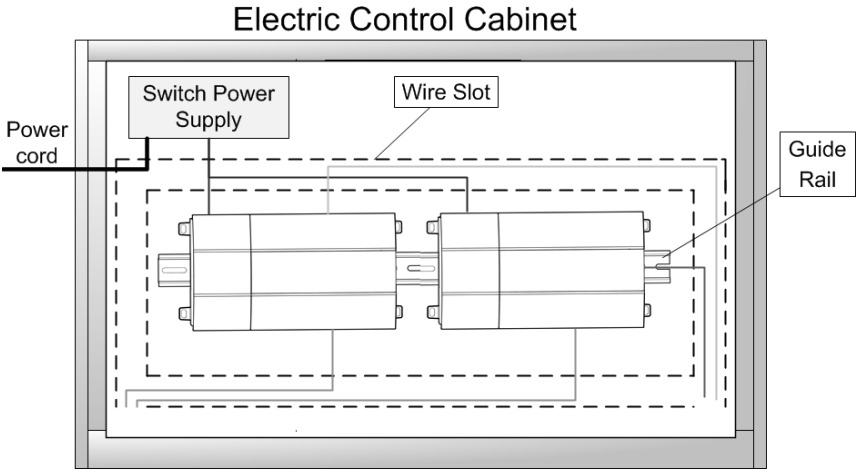 Electric Control Cabinet
Switch Power
Supply
Wire Slot
Power
cord
Guide
Rail